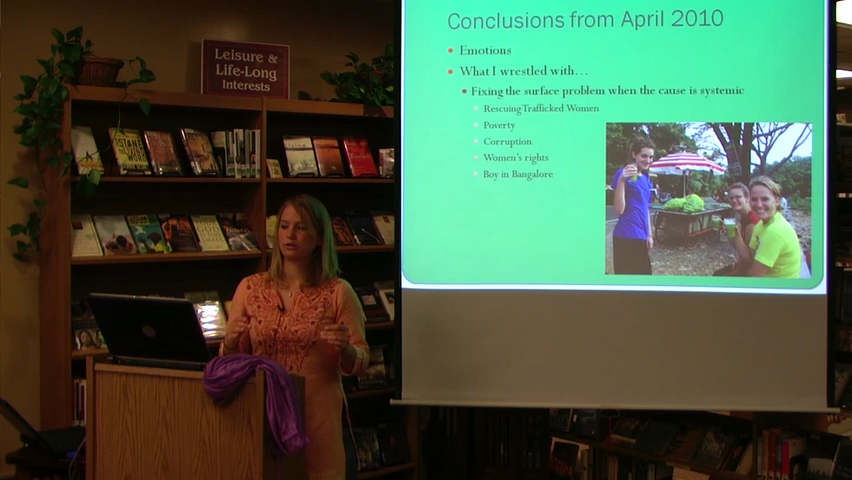 Leisure &
Life-Long
Interests
Conclusions from April 2010
Emotions
What I wrestled with…
Fixing the surface problem when the cause is systemic
Rescuing Trafficked Women
Poverty
Corruption
Women's rights
Boy in Bangalore